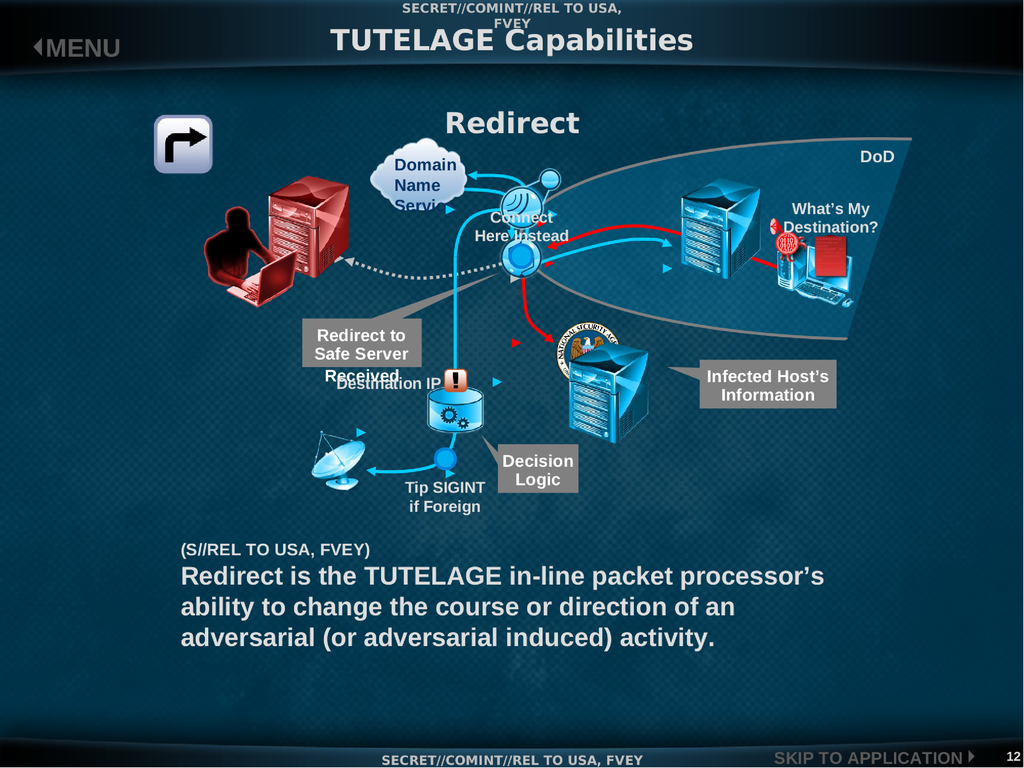 SECRET//COMINT//REL TO USA,
FVEY
MENU
TUTELAGE Capabilities
Redirect
DoD
Domain
Name
Service
What's My
Destination?
Connect
Here Instead
NATIONAL SECURITY
Redirect to
Safe Server
Received
Destination IP
!
Infected Host's
Information
Decision
Logic
Tip SIGINT
if Foreign
(S//REL TO USA, FVEY)
Redirect is the TUTELAGE in-line packet processor's
ability to change the course or direction of an
adversarial (or adversarial induced) activity.
SECRET//COMINT//REL TO USA, FVEY
SKIP TO APPLICATION
12